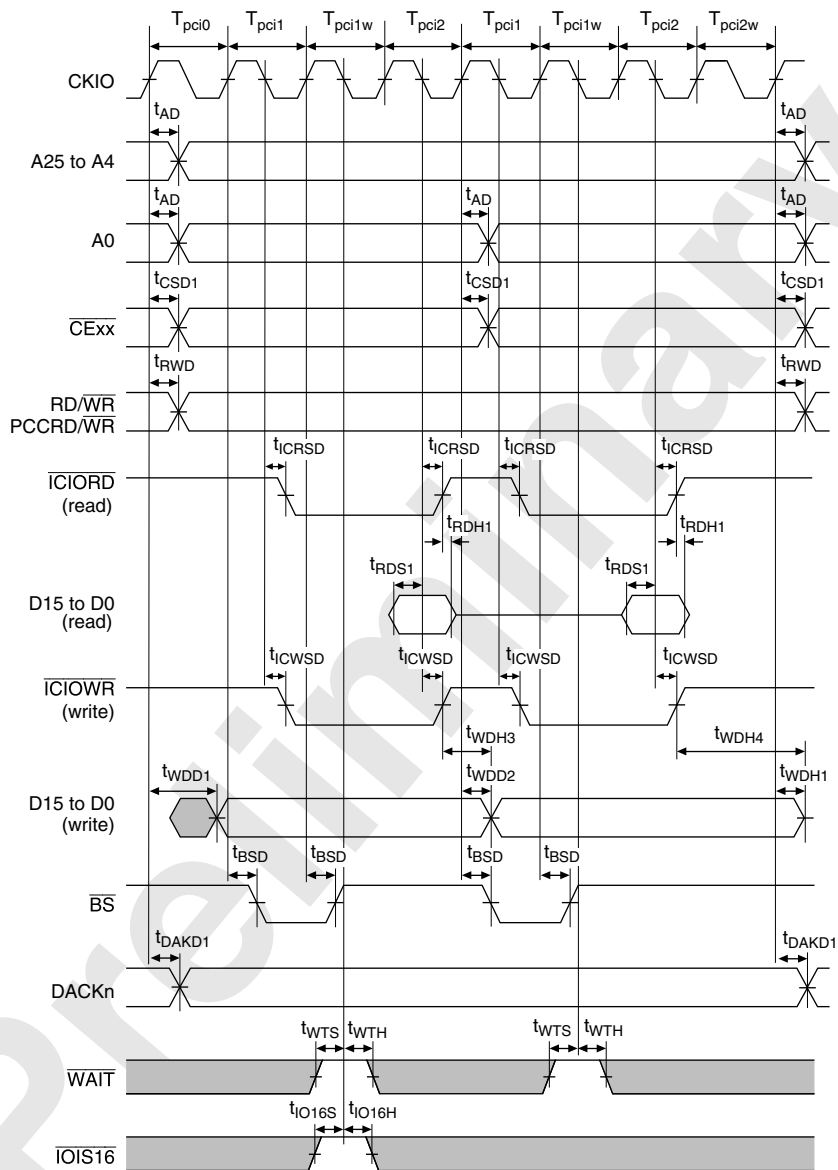 Tpci0 Tpci1 Tpci1w Tpci2 Tpci1 Tpci1w Tpci2 Tpci2w
CKIO
tAD tAD
A25 to A4
tAD tAD tAD
A0
tCSD1 tCSD1 tCSD1
CExx
tRWD tRWD
RD/WR
PCCRD/WR
tICRSD tICRSD tICRSD tICRSD
ICIORD
(read)
tRDH1 tRDH1
tRDS1 tRDS1
D15 to D0
(read)
tICWSD tICWSD tICWSD tICWSD
ICIOWR
(write)
tWDH3 tWDH4
tWDD1 tWDD2 tWDH1
D15 to D0
(write)
tBSD tBSD tBSD tBSD
BS
tDAKD1 tDAKD1
DACKn
tWTS tWTH tWTS tWTH
WAIT
tIO16S tIO16H
IOIS16
Preliminary